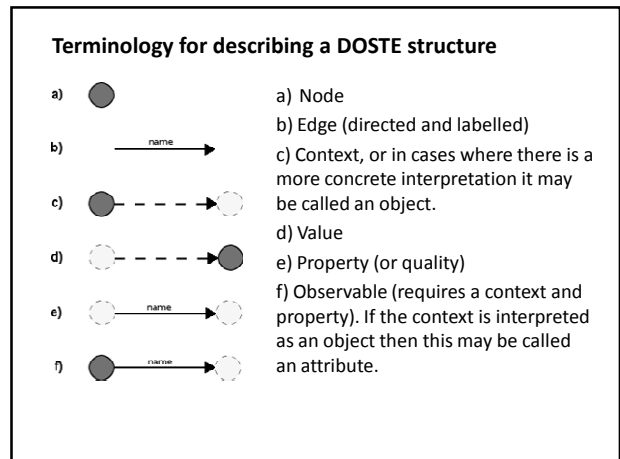 Terminology for describing a DOSTE structure
a)
b) name
c)
d)
e) name
f) name
a) Node
b) Edge (directed and labelled)
c) Context, or in cases where there is a
more concrete interpretation it may
be called an object.
d) Value
e) Property (or quality)
f) Observable (requires a context and
property). If the context is interpreted
as an object then this may be called
an attribute.